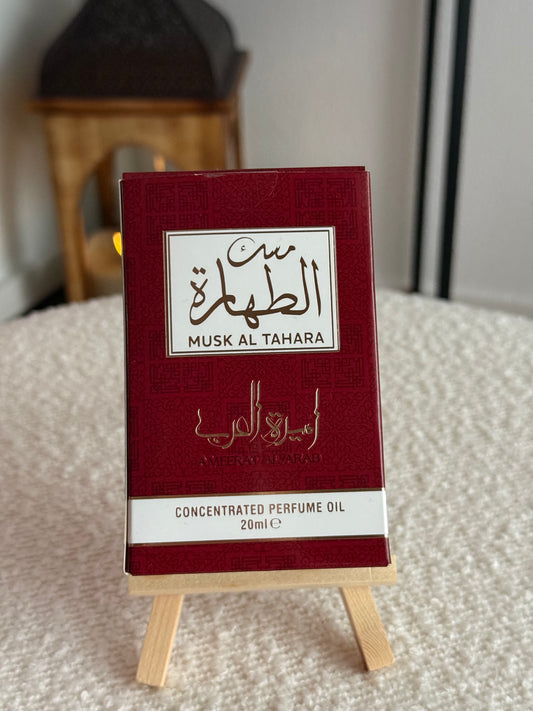 مسك
الطهارة
MUSK AL TAHARA
أميرة العرب
AMEERAT AL ARAB
CONCENTRATED PERFUME OIL
20ml ℮